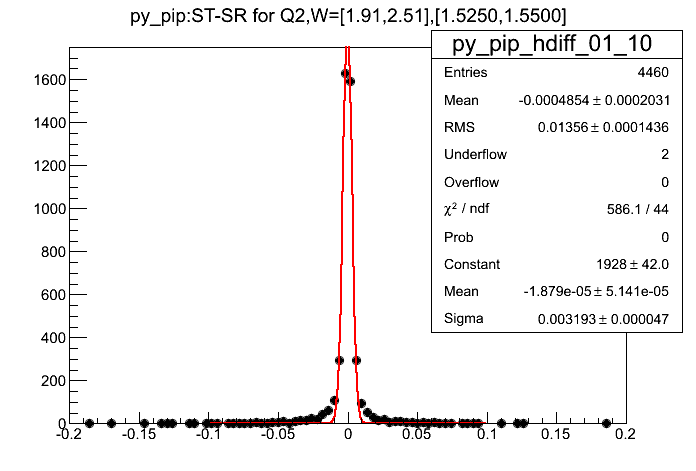 py_pip:ST-SR for Q2,W=[1.91,2.51],[1.5250,1.5500]
py_pip_hdiff_01_10
Entries 4460
Mean -0.0004854 ± 0.0002031
RMS 0.01356 ± 0.0001436
Underflow 2
Overflow 0
χ² / ndf 586.1 / 44
Prob 0
Constant 1928 ± 42.0
Mean -1.879e-05 ± 5.141e-05
Sigma 0.003193 ± 0.000047
1600
1400
1200
1000
800
600
400
200
0
-0.2 -0.15 -0.1 -0.05 0 0.05 0.1 0.15 0.2